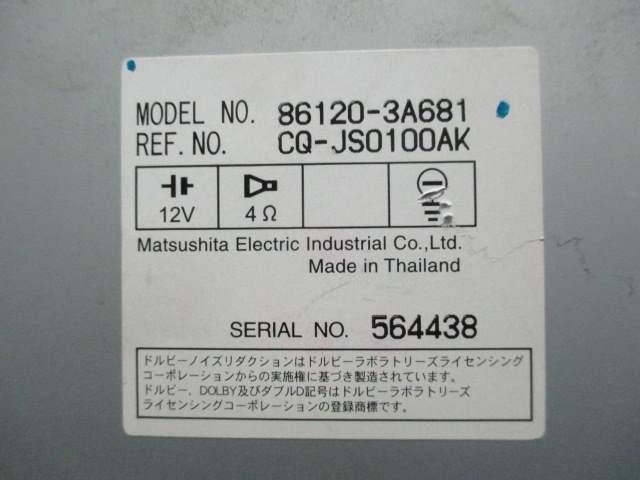 MODEL NO. 86120-3A681
REF.NO. CQ-JS0100AK
12V 4Ω
Matsushita Electric Industrial Co.,Ltd.
Made in Thailand
SERIAL NO. 564438
ドルビーノイズリダクションはドルビーラボラトリーズライセンシング
コーポレーションからの実施権に基づき製造されています。
ドルビー、DOLBY及びダブルD記号はドルビーラボラトリーズ
ライセンシングコーポレーションの登録商標です。